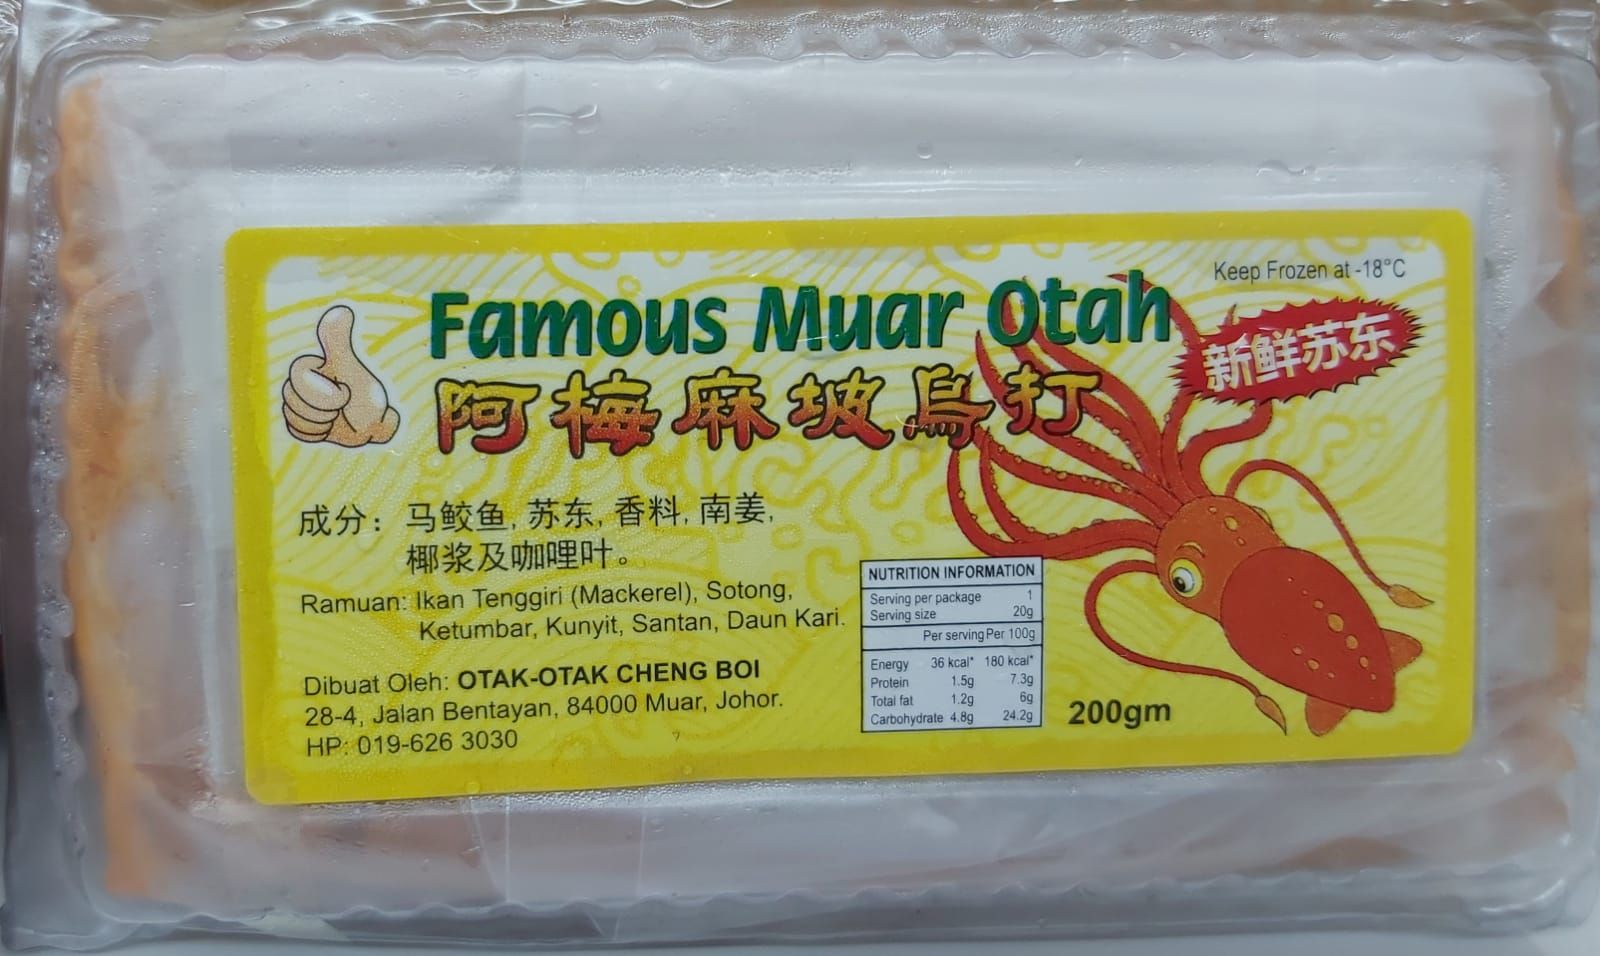 Keep Frozen at -18°C
Famous Muar Otah
新鲜苏东
阿梅麻坡烏打
成分：马鲛鱼, 苏东, 香料, 南姜,
椰浆及咖哩叶。
Ramuan: Ikan Tenggiri (Mackerel), Sotong,
Ketumbar, Kunyit, Santan, Daun Kari.
Dibuat Oleh: OTAK-OTAK CHENG BOI
28-4, Jalan Bentayan, 84000 Muar, Johor.
HP: 019-626 3030
NUTRITION INFORMATION
Serving per package 1
Serving size 20g
Per serving Per 100g
Energy 36 kcal* 180 kcal*
Protein 1.5g 7.3g
Total fat 1.2g 6g
Carbohydrate 4.8g 24.2g
200gm